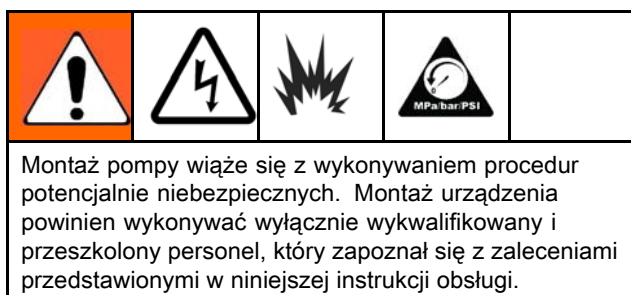 MPa/bar/PSI
Montaż pompy wiąże się z wykonywaniem procedur
potencjalnie niebezpiecznych. Montaż urządzenia
powinien wykonywać wyłącznie wykwalifikowany i
przeszkolony personel, który zapoznał się z zaleceniami
przedstawionymi w niniejszej instrukcji obsługi.